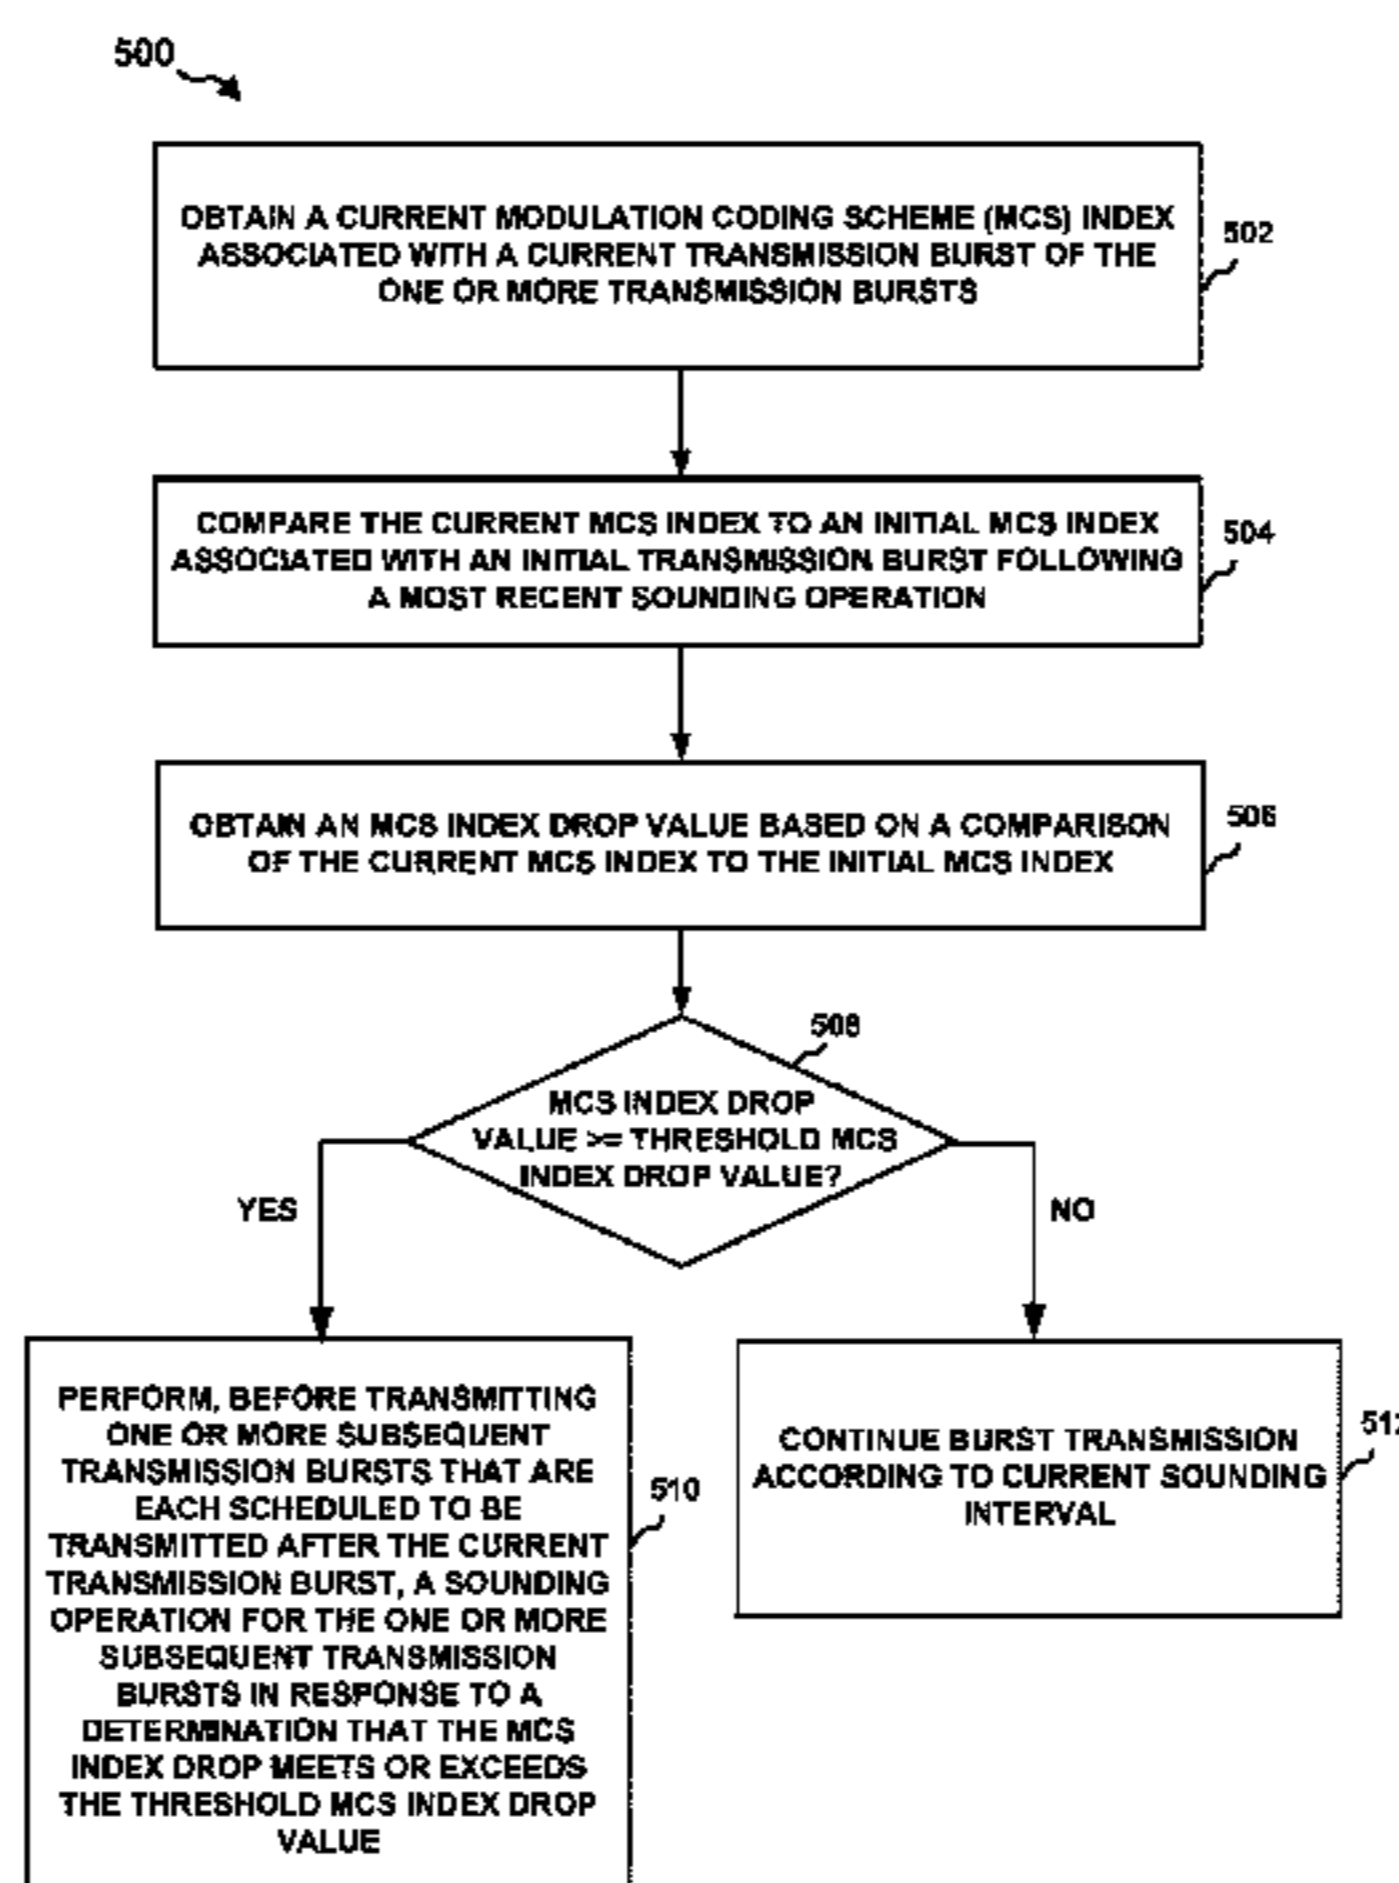 500
OBTAIN A CURRENT MODULATION CODING SCHEME (MCS) INDEX
ASSOCIATED WITH A CURRENT TRANSMISSION BURST OF THE
ONE OR MORE TRANSMISSION BURSTS
502
COMPARE THE CURRENT MCS INDEX TO AN INITIAL MCS INDEX
ASSOCIATED WITH AN INITIAL TRANSMISSION BURST FOLLOWING
A MOST RECENT SOUNDING OPERATION
504
OBTAIN AN MCS INDEX DROP VALUE BASED ON A COMPARISON
OF THE CURRENT MCS INDEX TO THE INITIAL MCS INDEX
506
508
MCS INDEX DROP
VALUE >= THRESHOLD MCS
INDEX DROP VALUE?
YES
NO
PERFORM, BEFORE TRANSMITTING
ONE OR MORE SUBSEQUENT
TRANSMISSION BURSTS THAT ARE
EACH SCHEDULED TO BE
TRANSMITTED AFTER THE CURRENT
TRANSMISSION BURST, A SOUNDING
OPERATION FOR THE ONE OR MORE
SUBSEQUENT TRANSMISSION
BURSTS IN RESPONSE TO A
DETERMINATION THAT THE MCS
INDEX DROP MEETS OR EXCEEDS
THE THRESHOLD MCS INDEX DROP
VALUE
510
CONTINUE BURST TRANSMISSION
ACCORDING TO CURRENT SOUNDING
INTERVAL
512